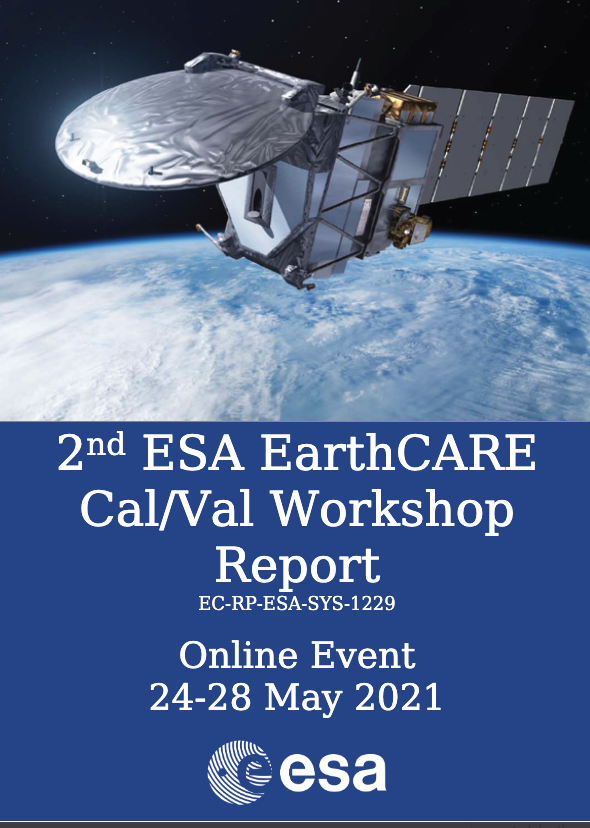 2nd ESA EarthCARE
Cal/Val Workshop
Report
EC-RP-ESA-SYS-1229
Online Event
24-28 May 2021
esa